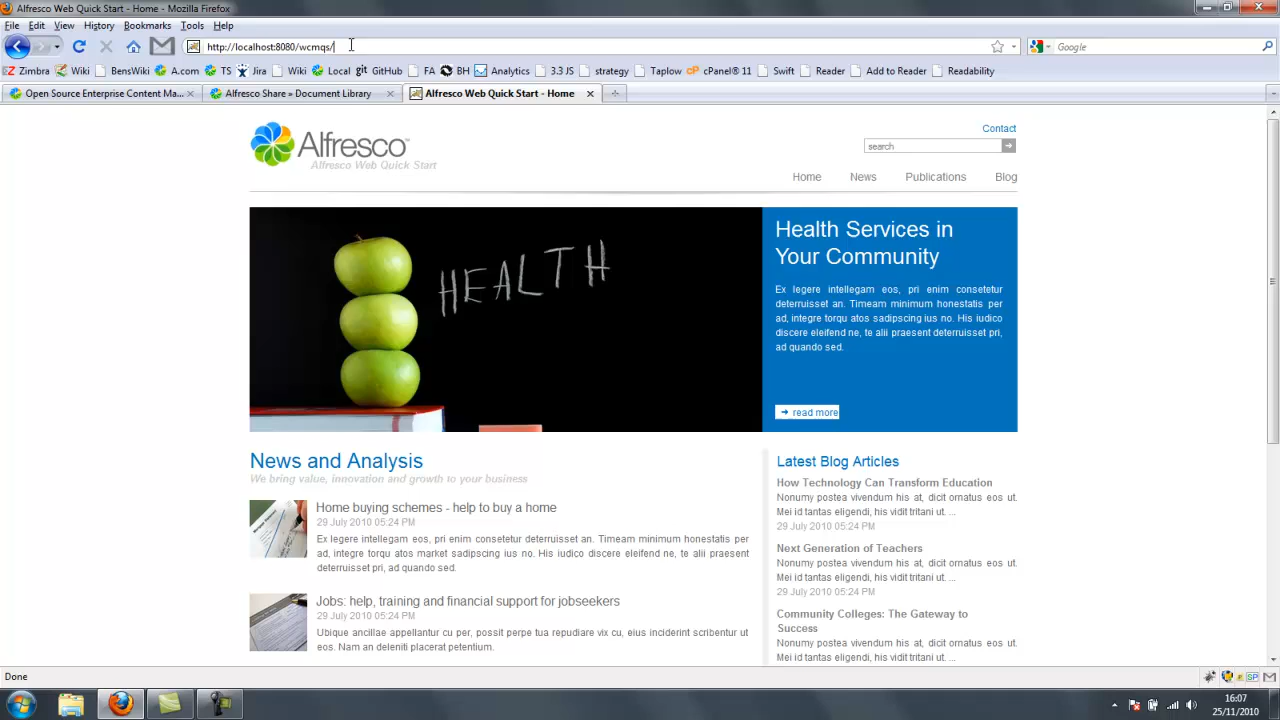 Alfresco Web Quick Start - Home - Mozilla Firefox
File Edit View History Bookmarks Tools Help
http://localhost:8080/wcmqs/
Google
Zimbra Wiki BensWiki A.com TS Jira Wiki Local GitHub FA BH Analytics 3.3 JS strategy Taplow cPanel® 11 Swift Reader Add to Reader Readability
Open Source Enterprise Content Ma... Alfresco Share » Document Library Alfresco Web Quick Start - Home
Contact
Alfresco™
Alfresco Web Quick Start
search
Home News Publications Blog
HEALTH
Health Services in
Your Community
Ex legere intellegam eos, pri enim consetetur
deterruisset an. Timeam minimum honestatis per
ad, integre torqu atos sadipscing ius no. His iudico
discere eleifend ne, te alii praesent deterruisset pri,
ad quando sed.
read more
News and Analysis
We bring value, innovation and growth to your business
Home buying schemes - help to buy a home
29 July 2010 05:24 PM
Ex legere intellegam eos, pri enim consetetur deterruisset an. Timeam minimum honestatis per
ad, integre torqu atos market sadipscing ius no. His iudico discere eleifend ne, te alii praesent
deterruisset pri, ad quando sed.
Jobs: help, training and financial support for jobseekers
29 July 2010 05:24 PM
Ubique ancillae appellantur cu per, possit perpe tua repudiare vix cu, eius inciderint scribentur ut
eos. Nam an deleniti placerat petentium.
Latest Blog Articles
How Technology Can Transform Education
Nonumy postea vivendum his at, dicit ornatus eos ut.
Mei id tantas eligendi, his vidit tritani ut. ...
29 July 2010 05:24 PM
Next Generation of Teachers
Nonumy postea vivendum his at, dicit ornatus eos ut.
Mei id tantas eligendi, his vidit tritani ut. ...
29 July 2010 05:24 PM
Community Colleges: The Gateway to
Success
Nonumy postea vivendum his at, dicit ornatus eos ut.
Mei id tantas eligendi, his vidit tritani ut. ...
Done
SP
16:07
25/11/2010